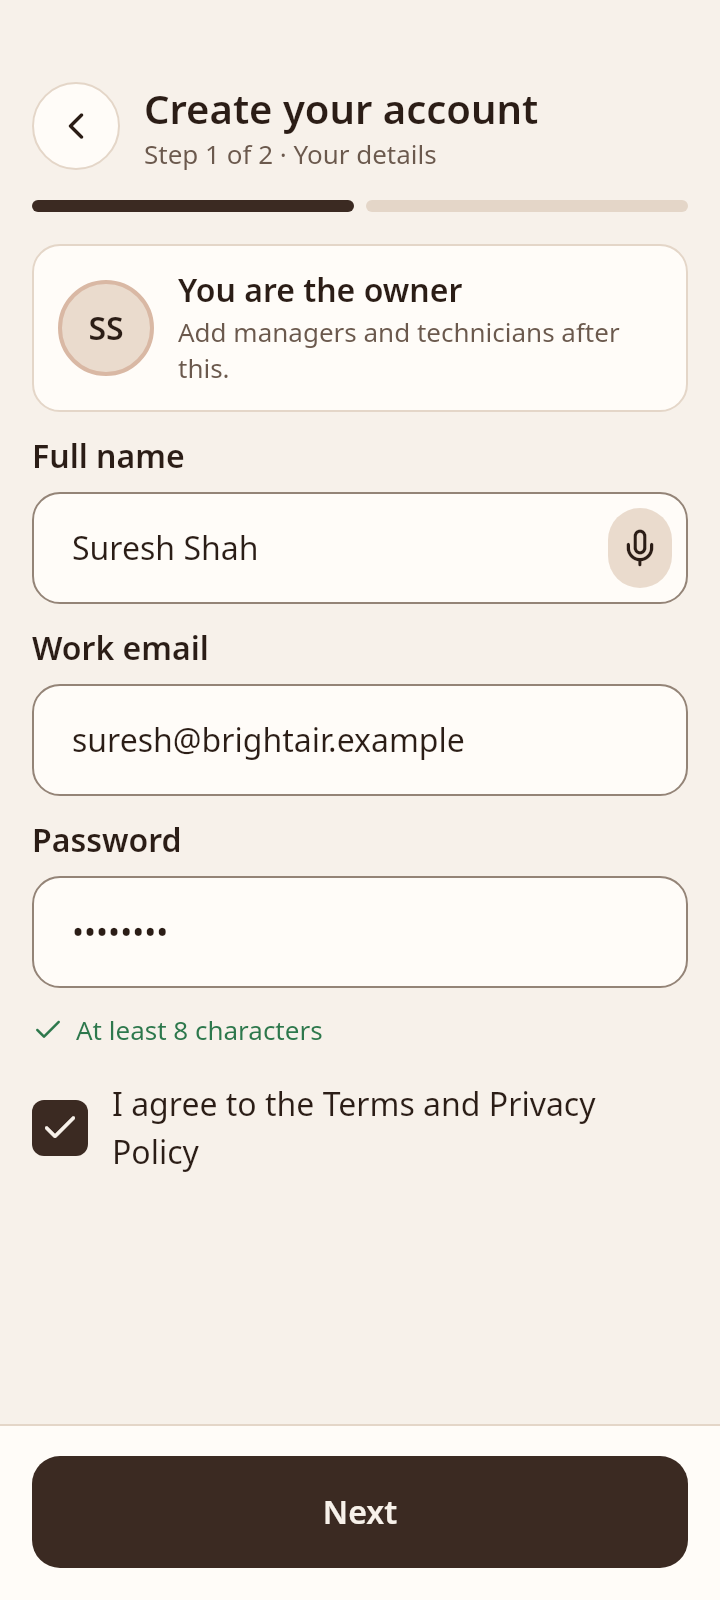 Create your account
Step 1 of 2 · Your details
SS
You are the owner
Add managers and technicians after
this.
Full name
Suresh Shah
Work email
suresh@brightair.example
Password
••••••••
At least 8 characters
I agree to the Terms and Privacy
Policy
Next